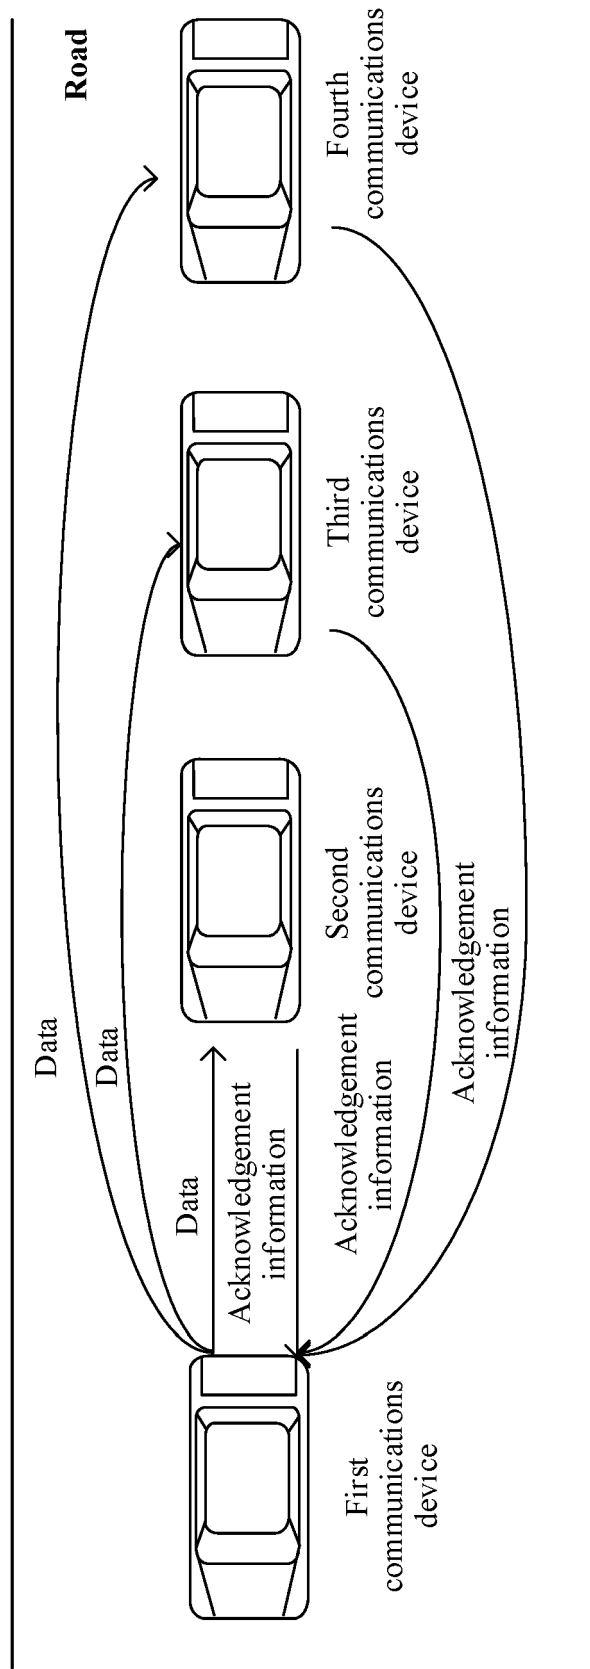 Road
Data
Data
Data
Acknowledgement
information
Acknowledgement
information
Acknowledgement
information
First
communications
device
Second
communications
device
Third
communications
device
Fourth
communications
device